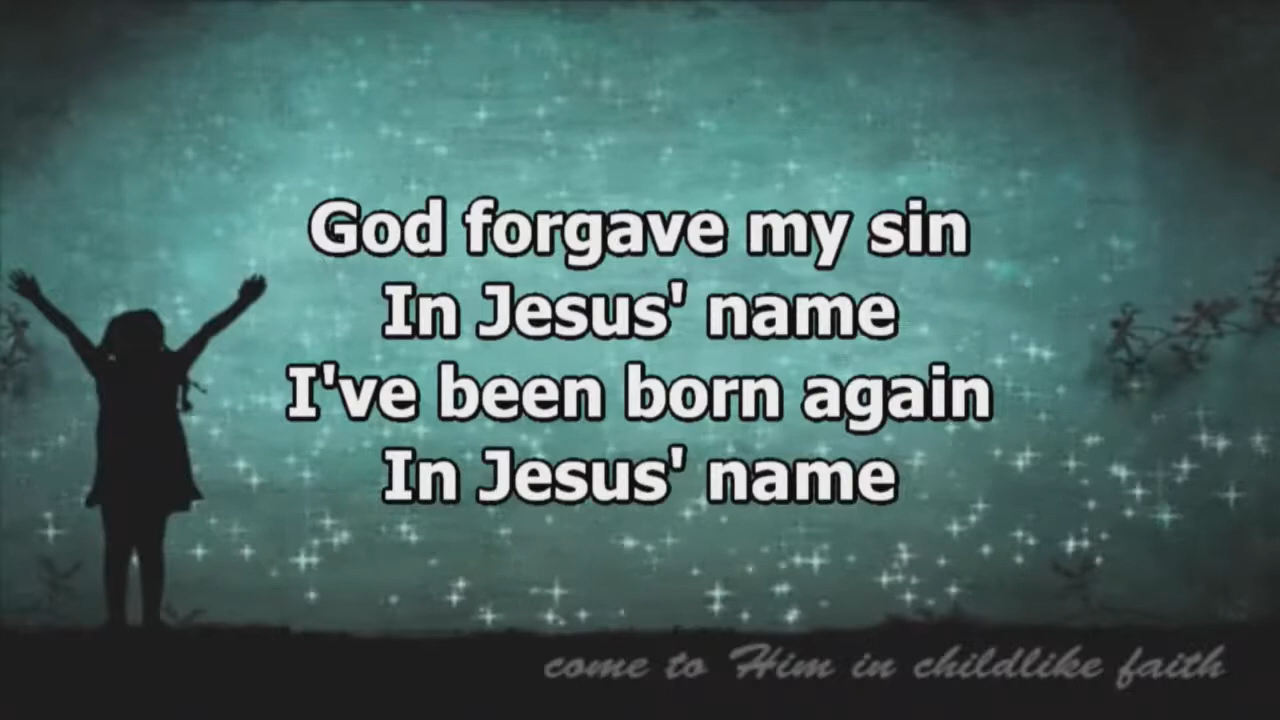 God forgave my sin
In Jesus' name
I've been born again
In Jesus' name
come to Him in childlike faith